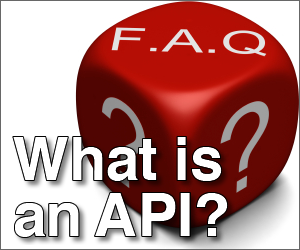 F.A.Q
? ?
What is
an API?